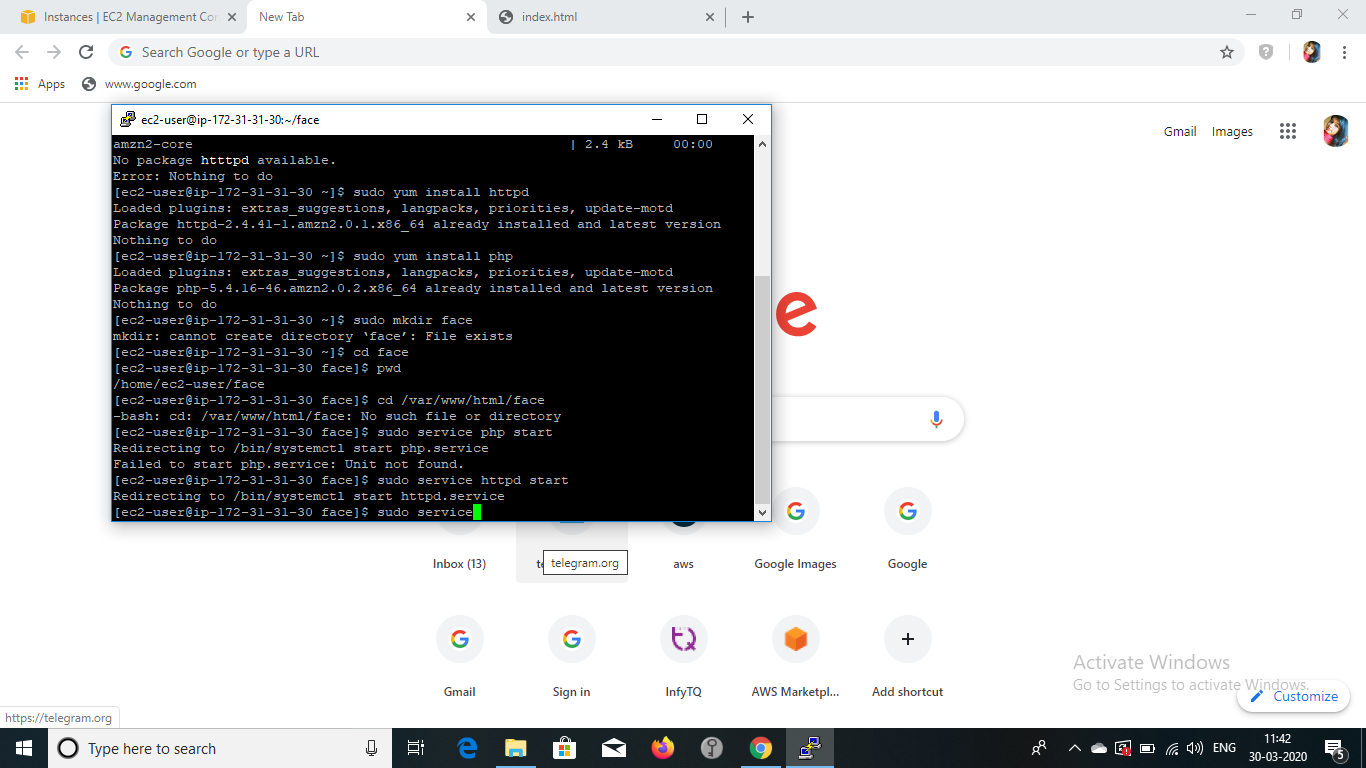 Instances | EC2 Management Con
New Tab
index.html
Search Google or type a URL
Apps
www.google.com
Gmail
Images
ec2-user@ip-172-31-31-30:~/face
amzn2-core | 2.4 kB 00:00
No package htttpd available.
Error: Nothing to do
[ec2-user@ip-172-31-31-30 ~]$ sudo yum install httpd
Loaded plugins: extras_suggestions, langpacks, priorities, update-motd
Package httpd-2.4.41-1.amzn2.0.1.x86_64 already installed and latest version
Nothing to do
[ec2-user@ip-172-31-31-30 ~]$ sudo yum install php
Loaded plugins: extras_suggestions, langpacks, priorities, update-motd
Package php-5.4.16-46.amzn2.0.2.x86_64 already installed and latest version
Nothing to do
[ec2-user@ip-172-31-31-30 ~]$ sudo mkdir face
mkdir: cannot create directory ‘face’: File exists
[ec2-user@ip-172-31-31-30 ~]$ cd face
[ec2-user@ip-172-31-31-30 face]$ pwd
/home/ec2-user/face
[ec2-user@ip-172-31-31-30 face]$ cd /var/www/html/face
-bash: cd: /var/www/html/face: No such file or directory
[ec2-user@ip-172-31-31-30 face]$ sudo service php start
Redirecting to /bin/systemctl start php.service
Failed to start php.service: Unit not found.
[ec2-user@ip-172-31-31-30 face]$ sudo service httpd start
Redirecting to /bin/systemctl start httpd.service
[ec2-user@ip-172-31-31-30 face]$ sudo service
e
Inbox (13)
te
telegram.org
aws
Google Images
Google
Gmail
Sign in
InfyTQ
AWS Marketpl...
Add shortcut
Activate Windows
Go to Settings to activate Windows.
Customize
https://telegram.org
Type here to search
ENG
11:42
30-03-2020
5